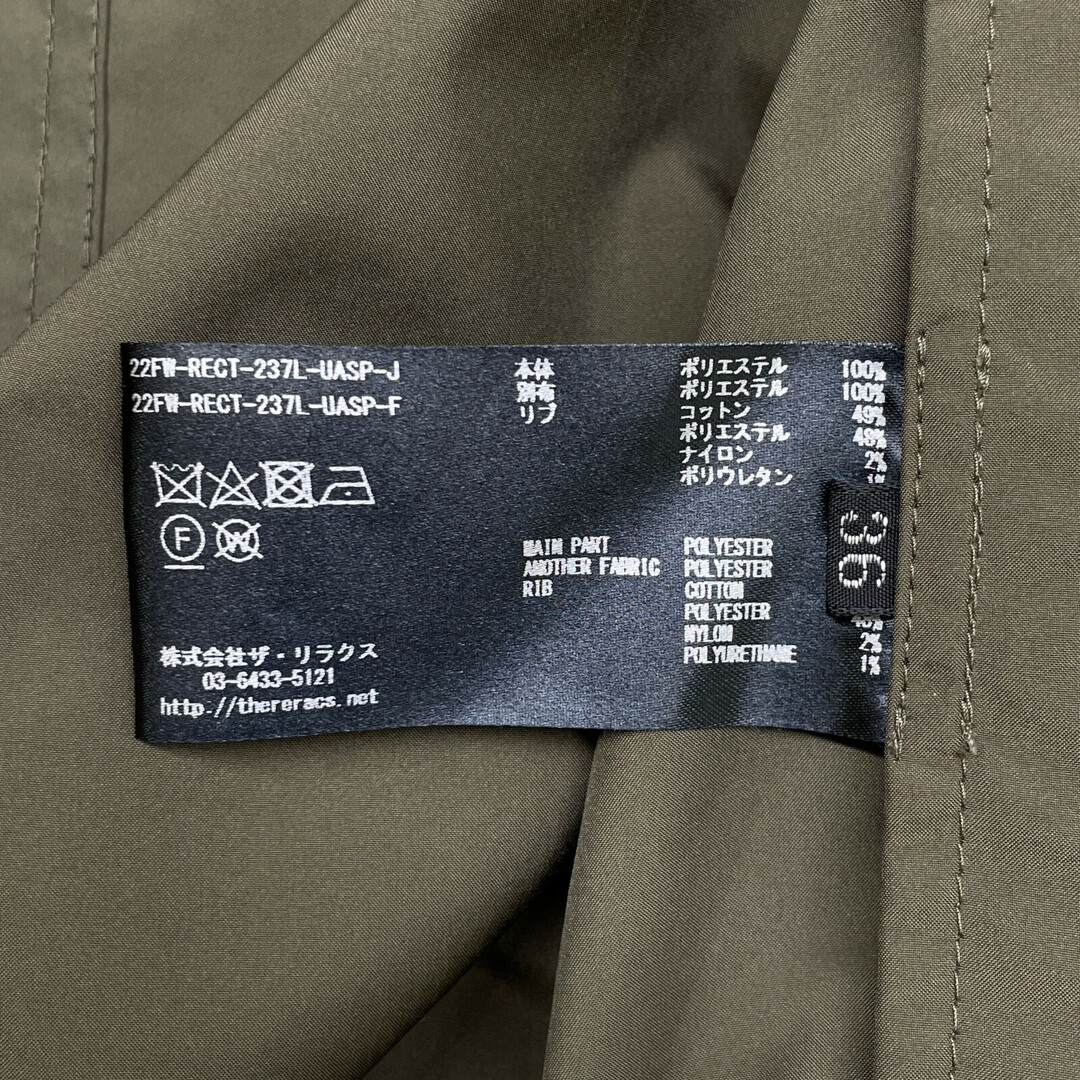 22FW-RECT-237L-UASP-J
22FW-RECT-237L-UASP-F
本体 ポリエステル 100%
別布 ポリエステル 100%
リブ コットン 49%
ポリエステル 48%
ナイロン 2%
ポリウレタン 1%
F
W
MAIN PART POLYESTER
ANOTHER FABRIC POLYESTER
RIB COTTON
POLYESTER
NYLON 2%
POLYURETHANE 1%
36
株式会社ザ・リラクス
03-6433-5121
http://thereracs.net